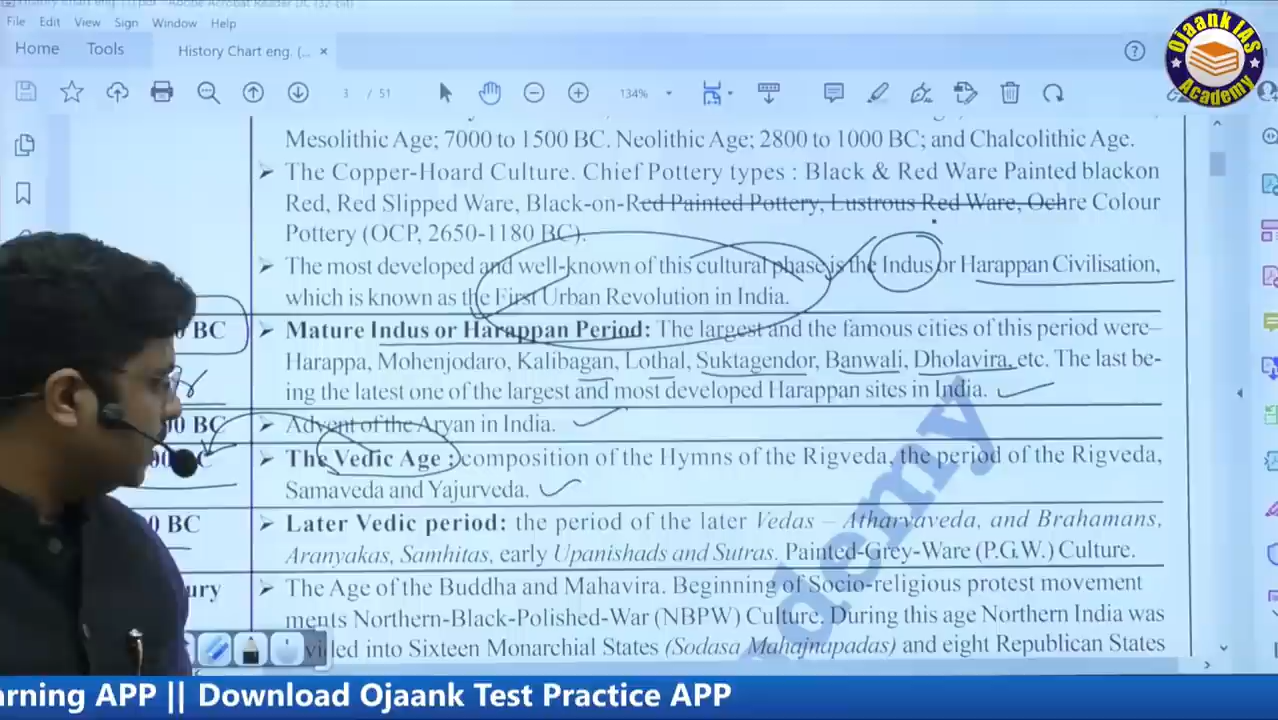 File Edit View Sign Window Help
Home Tools History Chart eng. (... ×
3 / 51 134%
Ojaank IAS Academy
Mesolithic Age; 7000 to 1500 BC. Neolithic Age; 2800 to 1000 BC; and Chalcolithic Age.
➢ The Copper-Hoard Culture. Chief Pottery types : Black & Red Ware Painted blackon
Red, Red Slipped Ware, Black-on-Red Painted Pottery, Lustrous Red Ware, Ochre Colour
Pottery (OCP, 2650-1180 BC).
➢ The most developed and well-known of this cultural phase is the Indus or Harappan Civilisation,
which is known as the First Urban Revolution in India.
BC ➢ Mature Indus or Harappan Period: The largest and the famous cities of this period were–
Harappa, Mohenjodaro, Kalibagan, Lothal, Suktagendor, Banwali, Dholavira, etc. The last be-
ing the latest one of the largest and most developed Harappan sites in India.
BC ➢ Advent of the Aryan in India.
➢ The Vedic Age : composition of the Hymns of the Rigveda, the period of the Rigveda,
Samaveda and Yajurveda.
0 BC ➢ Later Vedic period: the period of the later Vedas – Atharvaveda, and Brahamans,
Aranyakas, Samhitas, early Upanishads and Sutras. Painted-Grey-Ware (P.G.W.) Culture.
ury ➢ The Age of the Buddha and Mahavira. Beginning of Socio-religious protest movement
ments Northern-Black-Polished-War (NBPW) Culture. During this age Northern India was
into Sixteen Monarchial States (Sodasa Mahajnapadas) and eight Republican States
demy
arning APP || Download Ojaank Test Practice APP